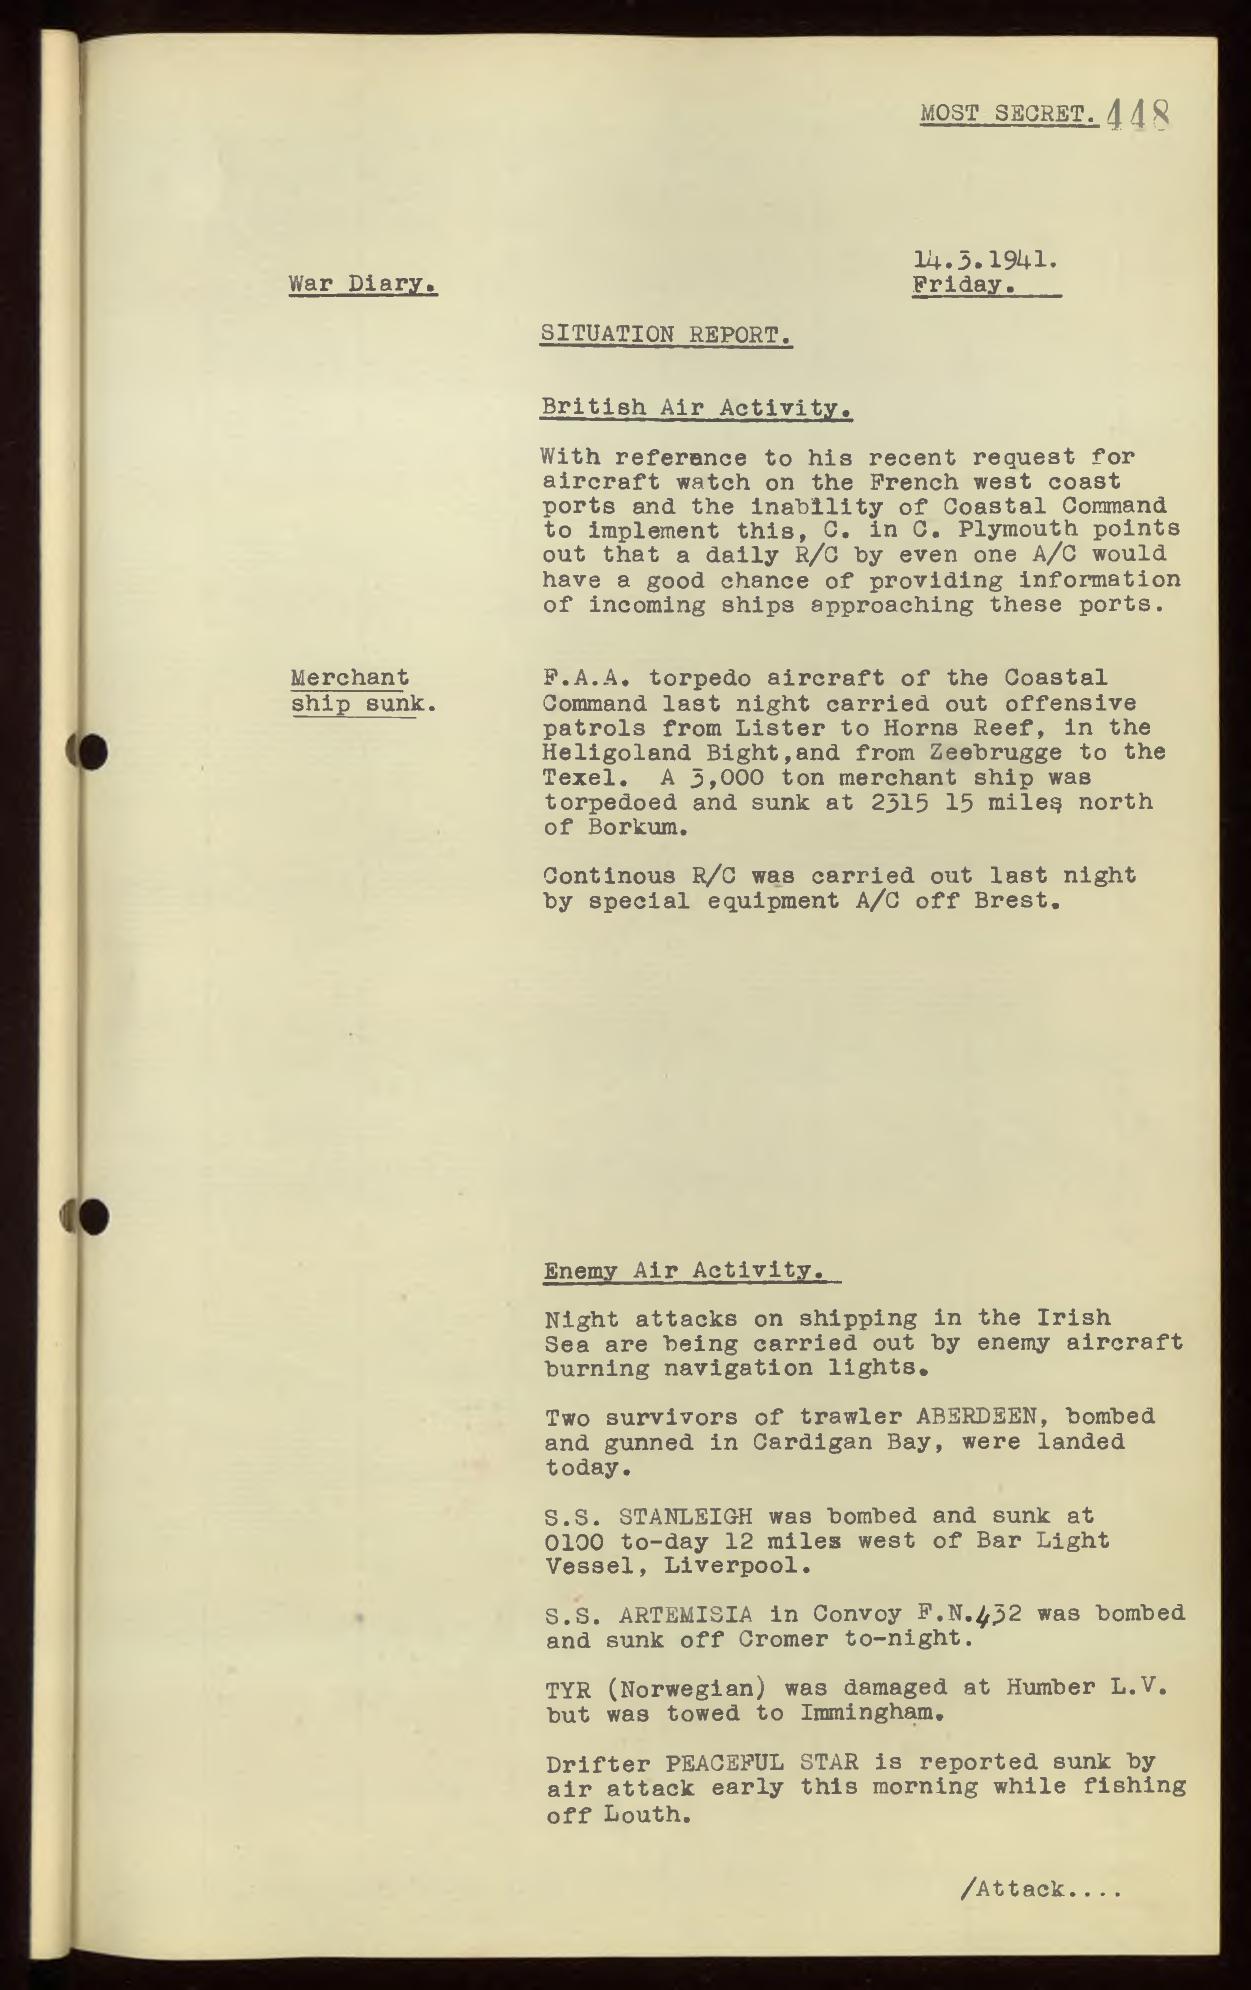 MOST SECRET. 448
14.3.1941.
War Diary.
Friday.
SITUATION REPORT.
British Air Activity.
With reference to his recent request for
aircraft watch on the French west coast
ports and the inability of Coastal Command
to implement this, C. in C. Plymouth points
out that a daily R/C by even one A/C would
have a good chance of providing information
of incoming ships approaching these ports.
Merchant
ship sunk.
F.A.A. torpedo aircraft of the Coastal
Command last night carried out offensive
patrols from Lister to Horns Reef, in the
Heligoland Bight,and from Zeebrugge to the
Texel. A 3,000 ton merchant ship was
torpedoed and sunk at 2315 15 miles north
of Borkum.
Continous R/C was carried out last night
by special equipment A/C off Brest.
Enemy Air Activity.
Night attacks on shipping in the Irish
Sea are being carried out by enemy aircraft
burning navigation lights.
Two survivors of trawler ABERDEEN, bombed
and gunned in Cardigan Bay, were landed
today.
S.S. STANLEIGH was bombed and sunk at
0100 to-day 12 miles west of Bar Light
Vessel, Liverpool.
S.S. ARTEMISIA in Convoy F.N.432 was bombed
and sunk off Cromer to-night.
TYR (Norwegian) was damaged at Humber L.V.
but was towed to Immingham.
Drifter PEACEFUL STAR is reported sunk by
air attack early this morning while fishing
off Louth.
/Attack....